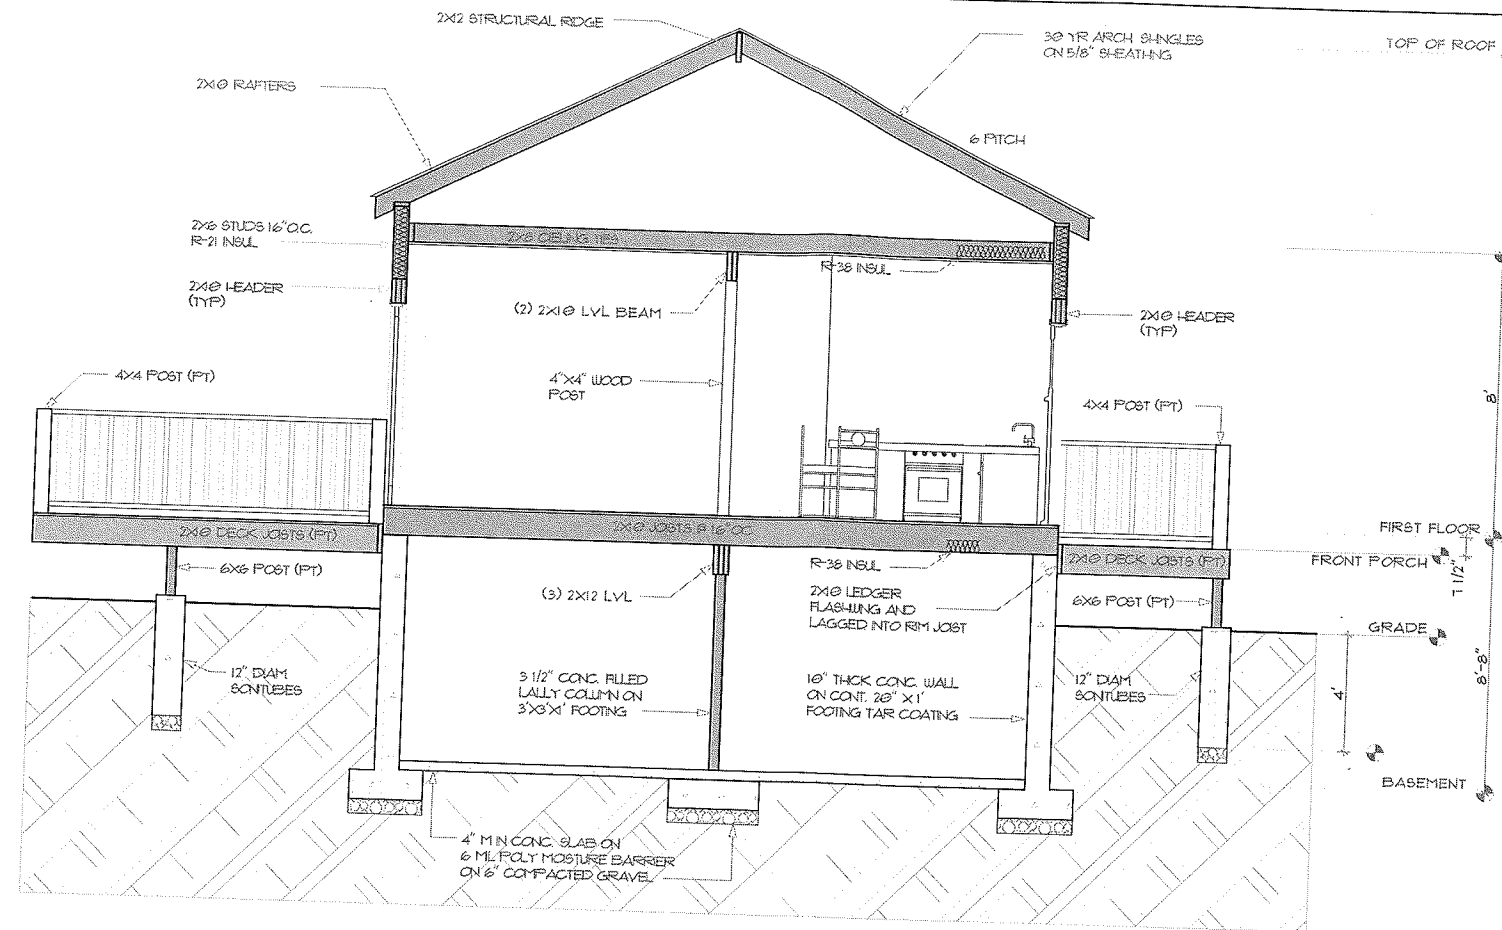 2X12 STRUCTURAL RIDGE
30 YR ARCH SHINGLES
ON 5/8" SHEATHING
TOP OF ROOF
2X10 RAFTERS
6 PITCH
2X6 STUDS 16" O.C.
R-21 INSUL
2X8 CEILING TIES
R-38 INSUL
2X10 HEADER
(TYP)
(2) 2X10 LVL BEAM
2X10 HEADER
(TYP)
4X4 POST (PT)
4"X4" WOOD
POST
8'
4X4 POST (PT)
2X10 DECK JOISTS (PT)
2X10 JOISTS @ 16" OC
FIRST FLOOR
6X6 POST (PT)
R-38 INSUL
2X10 DECK JOISTS (PT)
FRONT PORCH
7 1/2"
(3) 2X12 LVL
2X10 LEDGER
FLASHING AND
LAGGED INTO RIM JOIST
6X6 POST (PT)
GRADE
12" DIAM
SONTUBES
3 1/2" CONC. FILLED
LALLY COLUMN ON
3'X3'X1' FOOTING
10" THICK CONC. WALL
ON CONT. 20" X 1'
FOOTING TAR COATING
12" DIAM
SONTUBES
4'
8'-8"
BASEMENT
4" MIN CONC. SLAB ON
6 MIL POLY MOISTURE BARRIER
ON 6" COMPACTED GRAVEL